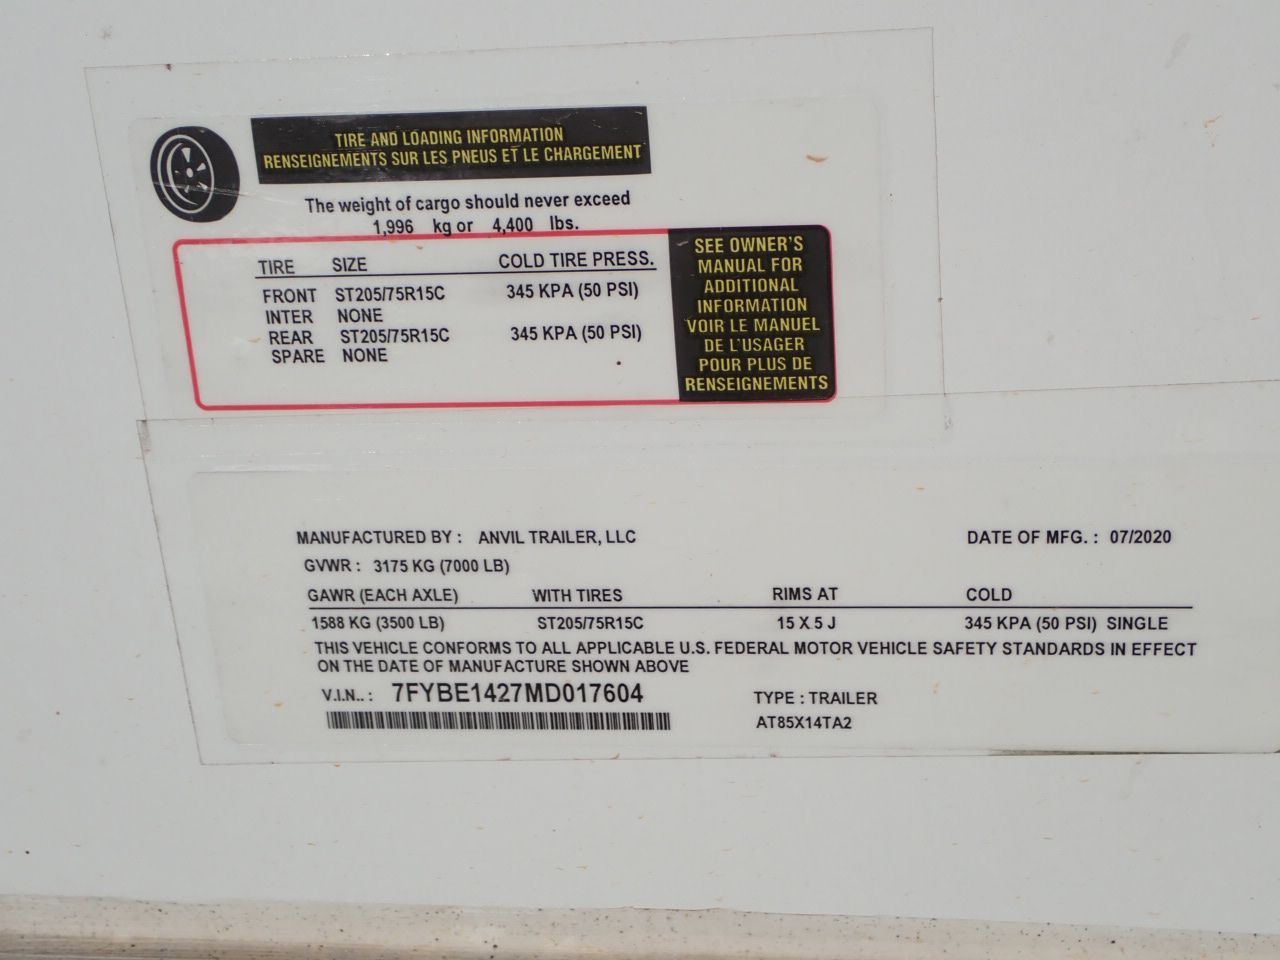 TIRE AND LOADING INFORMATION
RENSEIGNEMENTS SUR LES PNEUS ET LE CHARGEMENT
The weight of cargo should never exceed
1,996 kg or 4,400 lbs.
TIRE SIZE COLD TIRE PRESS.
FRONT ST205/75R15C 345 KPA (50 PSI)
INTER NONE
REAR ST205/75R15C 345 KPA (50 PSI)
SPARE NONE
SEE OWNER'S
MANUAL FOR
ADDITIONAL
INFORMATION
VOIR LE MANUEL
DE L'USAGER
POUR PLUS DE
RENSEIGNEMENTS
MANUFACTURED BY : ANVIL TRAILER, LLC DATE OF MFG. : 07/2020
GVWR : 3175 KG (7000 LB)
GAWR (EACH AXLE) WITH TIRES RIMS AT COLD
1588 KG (3500 LB) ST205/75R15C 15 X 5 J 345 KPA (50 PSI) SINGLE
THIS VEHICLE CONFORMS TO ALL APPLICABLE U.S. FEDERAL MOTOR VEHICLE SAFETY STANDARDS IN EFFECT
ON THE DATE OF MANUFACTURE SHOWN ABOVE
V.I.N.. : 7FYBE1427MD017604 TYPE : TRAILER
AT85X14TA2